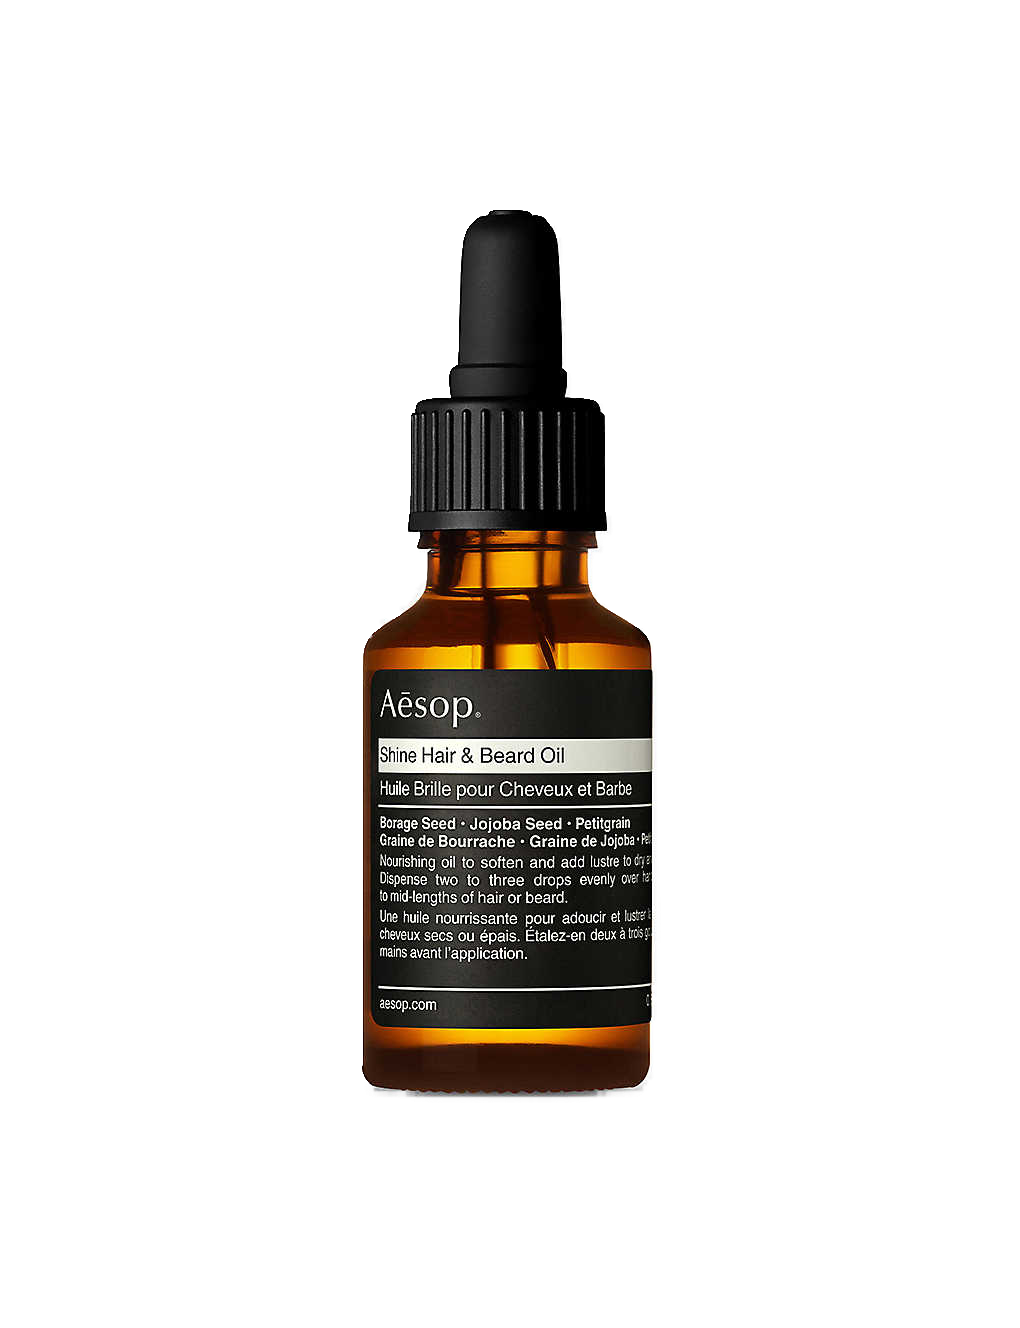 Aēsop®
Shine Hair & Beard Oil
Huile Brille pour Cheveux et Barbe
Borage Seed · Jojoba Seed · Petitgrain
Graine de Bourrache · Graine de Jojoba ·
Nourishing oil to soften and add lustre to dry
Dispense two to three drops evenly over
to mid-lengths of hair or beard.
Une huile nourrissante pour adoucir et lustrer
cheveux secs ou épais. Étalez-en deux à trois
mains avant l'application.
aesop.com